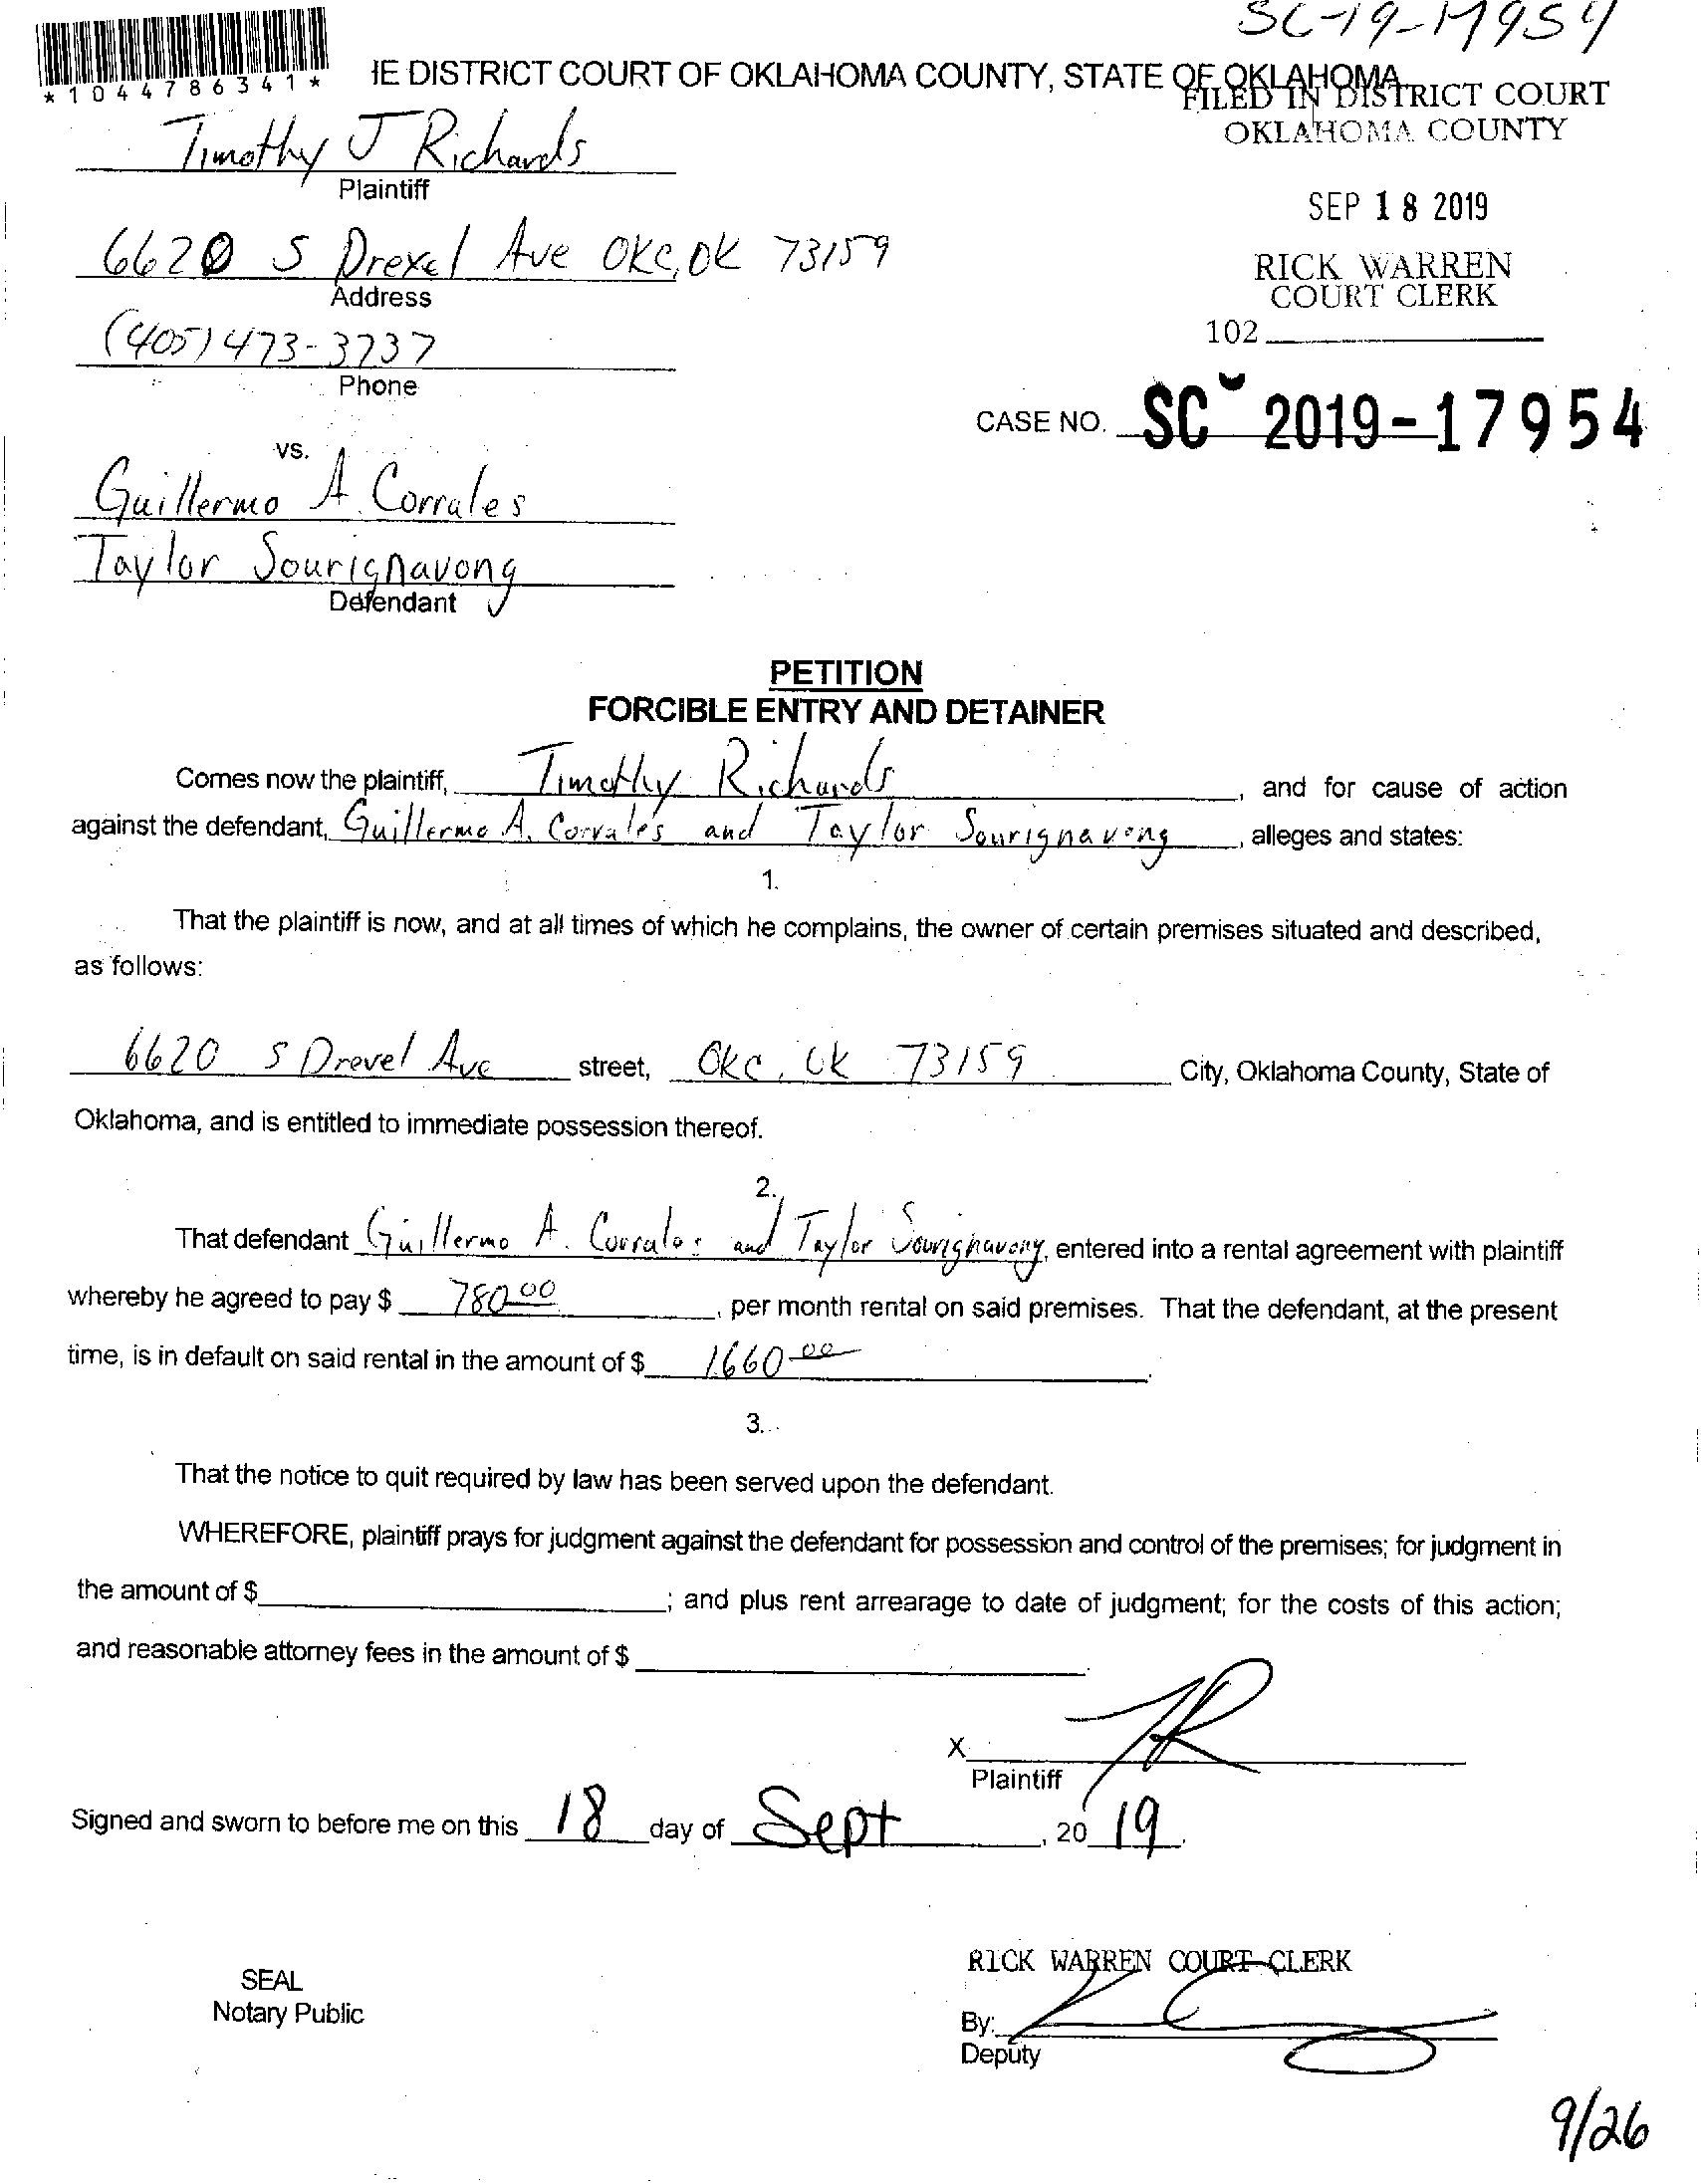 SC-19-17954
*1044786341*
IE DISTRICT COURT OF OKLAHOMA COUNTY, STATE OF OKLAHOMA
FILED IN DISTRICT COURT
OKLAHOMA COUNTY
Timothy J Richards
Plaintiff
SEP 18 2019
6620 S Drexel Ave OKC, OK 73159
Address
RICK WARREN
COURT CLERK
(405) 473-3737
102
Phone
CASE NO. SC 2019-17954
vs.
Guillermo A. Corrales
Taylor Sourignavong
Defendant
PETITION
FORCIBLE ENTRY AND DETAINER
Comes now the plaintiff, Timothy Richards, and for cause of action
against the defendant, Guillermo A. Corrales and Taylor Sourignavong, alleges and states:
1.
That the plaintiff is now, and at all times of which he complains, the owner of certain premises situated and described,
as follows:
6620 S Drexel Ave street, OKC, OK 73159 City, Oklahoma County, State of
Oklahoma, and is entitled to immediate possession thereof.
2.
That defendant Guillermo A. Corrales and Taylor Sourignavong, entered into a rental agreement with plaintiff
whereby he agreed to pay $ 780.00, per month rental on said premises. That the defendant, at the present
time, is in default on said rental in the amount of $ 1660.00.
3.
That the notice to quit required by law has been served upon the defendant.
WHEREFORE, plaintiff prays for judgment against the defendant for possession and control of the premises; for judgment in
the amount of $ ; and plus rent arrearage to date of judgment; for the costs of this action;
and reasonable attorney fees in the amount of $ .
X TR
Plaintiff
Signed and sworn to before me on this 18 day of Sept, 20 19.
RICK WARREN COURT CLERK
SEAL
Notary Public
By:
Deputy
9/26